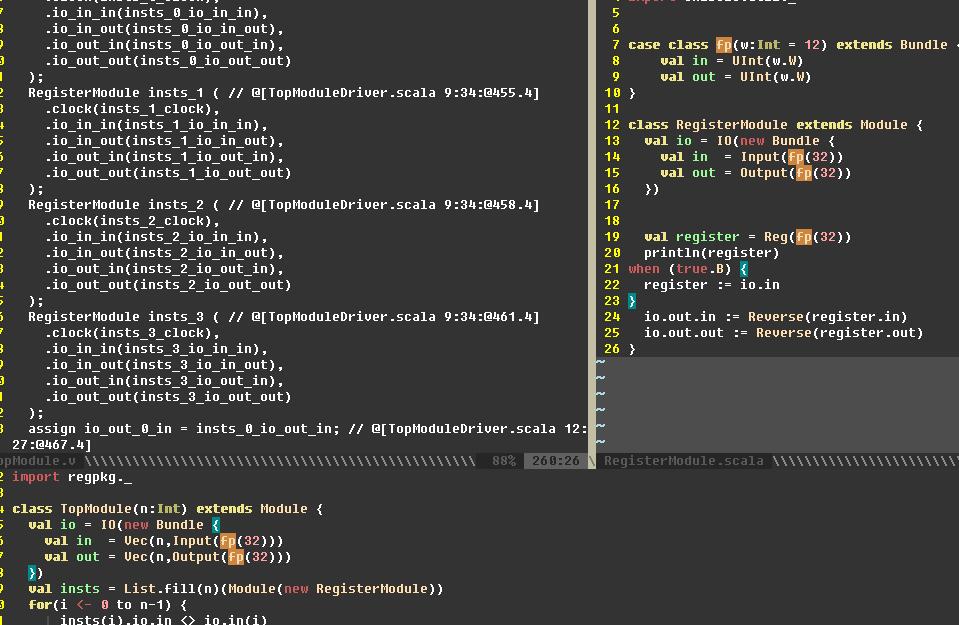 .io_in_in(insts_0_io_in_in),
.io_in_out(insts_0_io_in_out),
.io_out_in(insts_0_io_out_in),
.io_out_out(insts_0_io_out_out)
);
RegisterModule insts_1 ( // @[TopModuleDriver.scala 9:34:@455.4]
.clock(insts_1_clock),
.io_in_in(insts_1_io_in_in),
.io_in_out(insts_1_io_in_out),
.io_out_in(insts_1_io_out_in),
.io_out_out(insts_1_io_out_out)
);
RegisterModule insts_2 ( // @[TopModuleDriver.scala 9:34:@458.4]
.clock(insts_2_clock),
.io_in_in(insts_2_io_in_in),
.io_in_out(insts_2_io_in_out),
.io_out_in(insts_2_io_out_in),
.io_out_out(insts_2_io_out_out)
);
RegisterModule insts_3 ( // @[TopModuleDriver.scala 9:34:@461.4]
.clock(insts_3_clock),
.io_in_in(insts_3_io_in_in),
.io_in_out(insts_3_io_in_out),
.io_out_in(insts_3_io_out_in),
.io_out_out(insts_3_io_out_out)
);
assign io_out_0_in = insts_0_io_out_in; // @[TopModuleDriver.scala 12:
27:@467.4]
opModule.v 88% 260:26
5
6
7 case class fp(w:Int = 12) extends Bundle {
8 val in = UInt(w.W)
9 val out = UInt(w.W)
10 }
11
12 class RegisterModule extends Module {
13 val io = IO(new Bundle {
14 val in = Input(fp(32))
15 val out = Output(fp(32))
16 })
17
18
19 val register = Reg(fp(32))
20 println(register)
21 when (true.B) {
22 register := io.in
23 }
24 io.out.in := Reverse(register.in)
25 io.out.out := Reverse(register.out)
26 }
~
~
~
~
~
~
RegisterModule.scala
2 import regpkg._
3
4 class TopModule(n:Int) extends Module {
5 val io = IO(new Bundle {
6 val in = Vec(n,Input(fp(32)))
7 val out = Vec(n,Output(fp(32)))
8 })
9 val insts = List.fill(n)(Module(new RegisterModule))
0 for(i <- 0 to n-1) {
insts(i).io.in <> io.in(i)